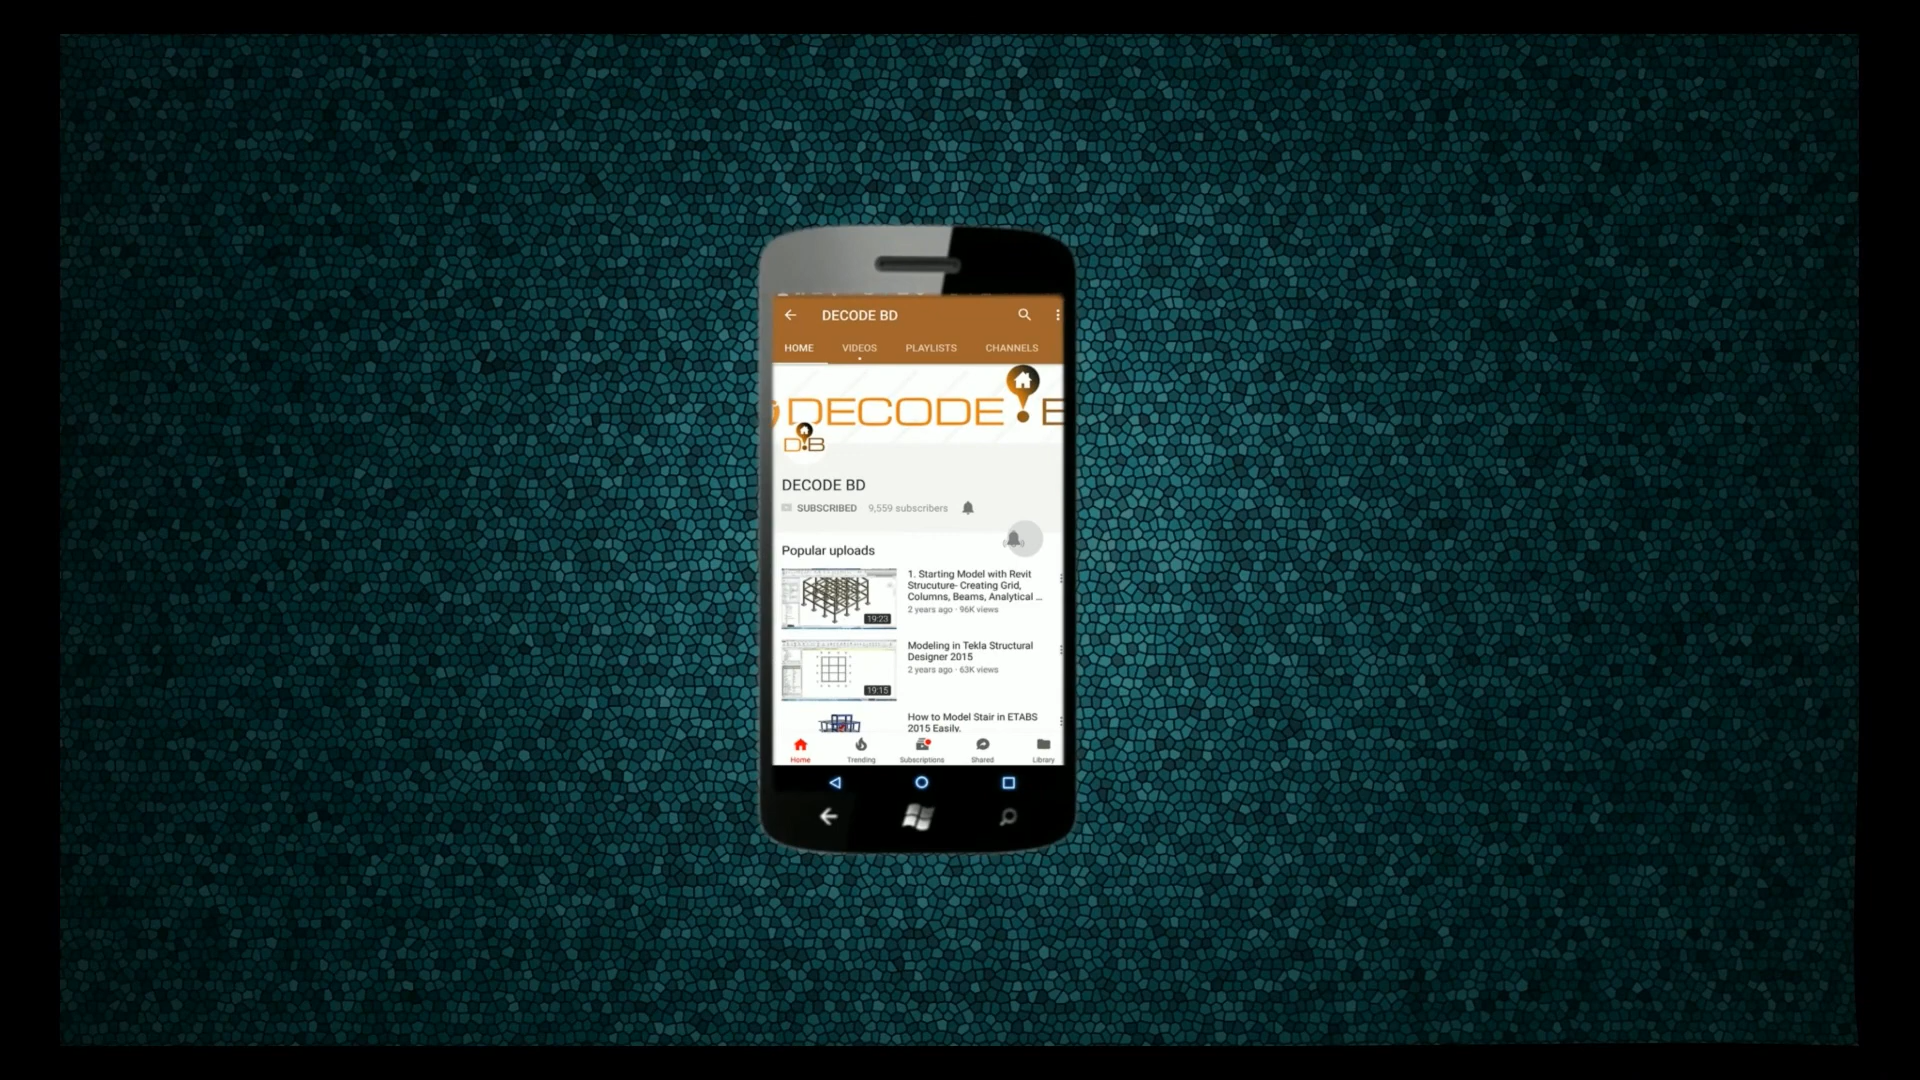 DECODE BD
HOME VIDEOS PLAYLISTS CHANNELS
DECODE B
D B
DECODE BD
SUBSCRIBED 9,559 subscribers
Popular uploads
1. Starting Model with Revit
Strucuture- Creating Grid,
Columns, Beams, Analytical ...
2 years ago · 96K views
19:23
Modeling in Tekla Structural
Designer 2015
2 years ago · 63K views
19:15
How to Model Stair in ETABS
2015 Easily.
Home Trending Subscriptions Shared Library